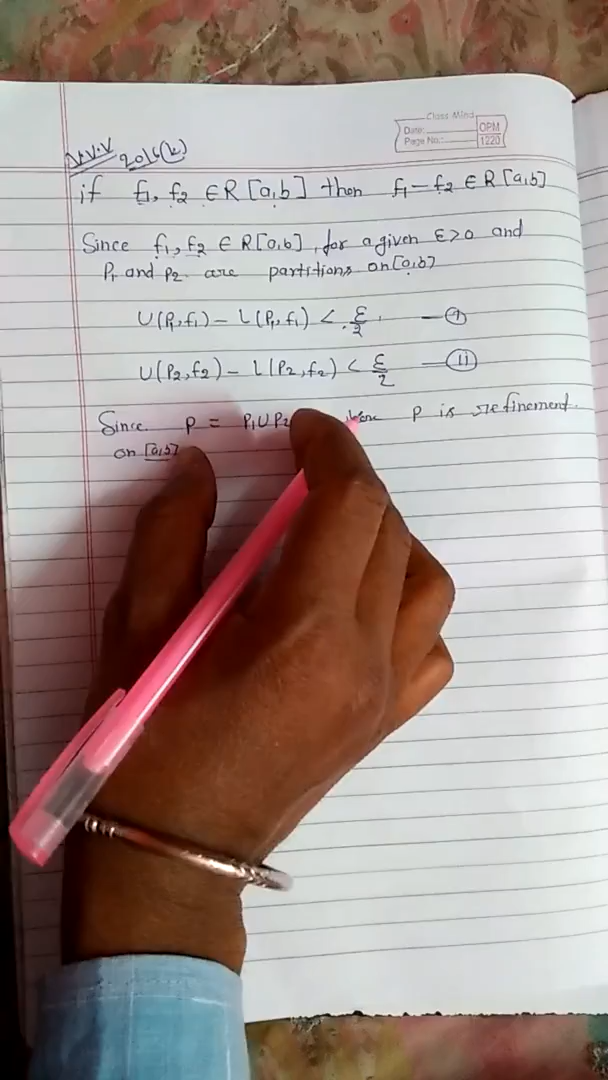 Class Mind
Date:
Page No.:
OPM
1220
2016
if f₁, f₂ ∈ R [a,b] then f₁ – f₂ ∈ R [a,b]
Since f₁, f₂ ∈ R [a,b], for a given ε > 0 and
P₁ and P₂ are partitions on [a,b]
U(P₁, f₁) – L(P₁, f₁) < ε/2 — (I)
U(P₂, f₂) – L(P₂, f₂) < ε/2 — (II)
Since P = P₁ ∪ P₂ P is refinement
on [a,b]